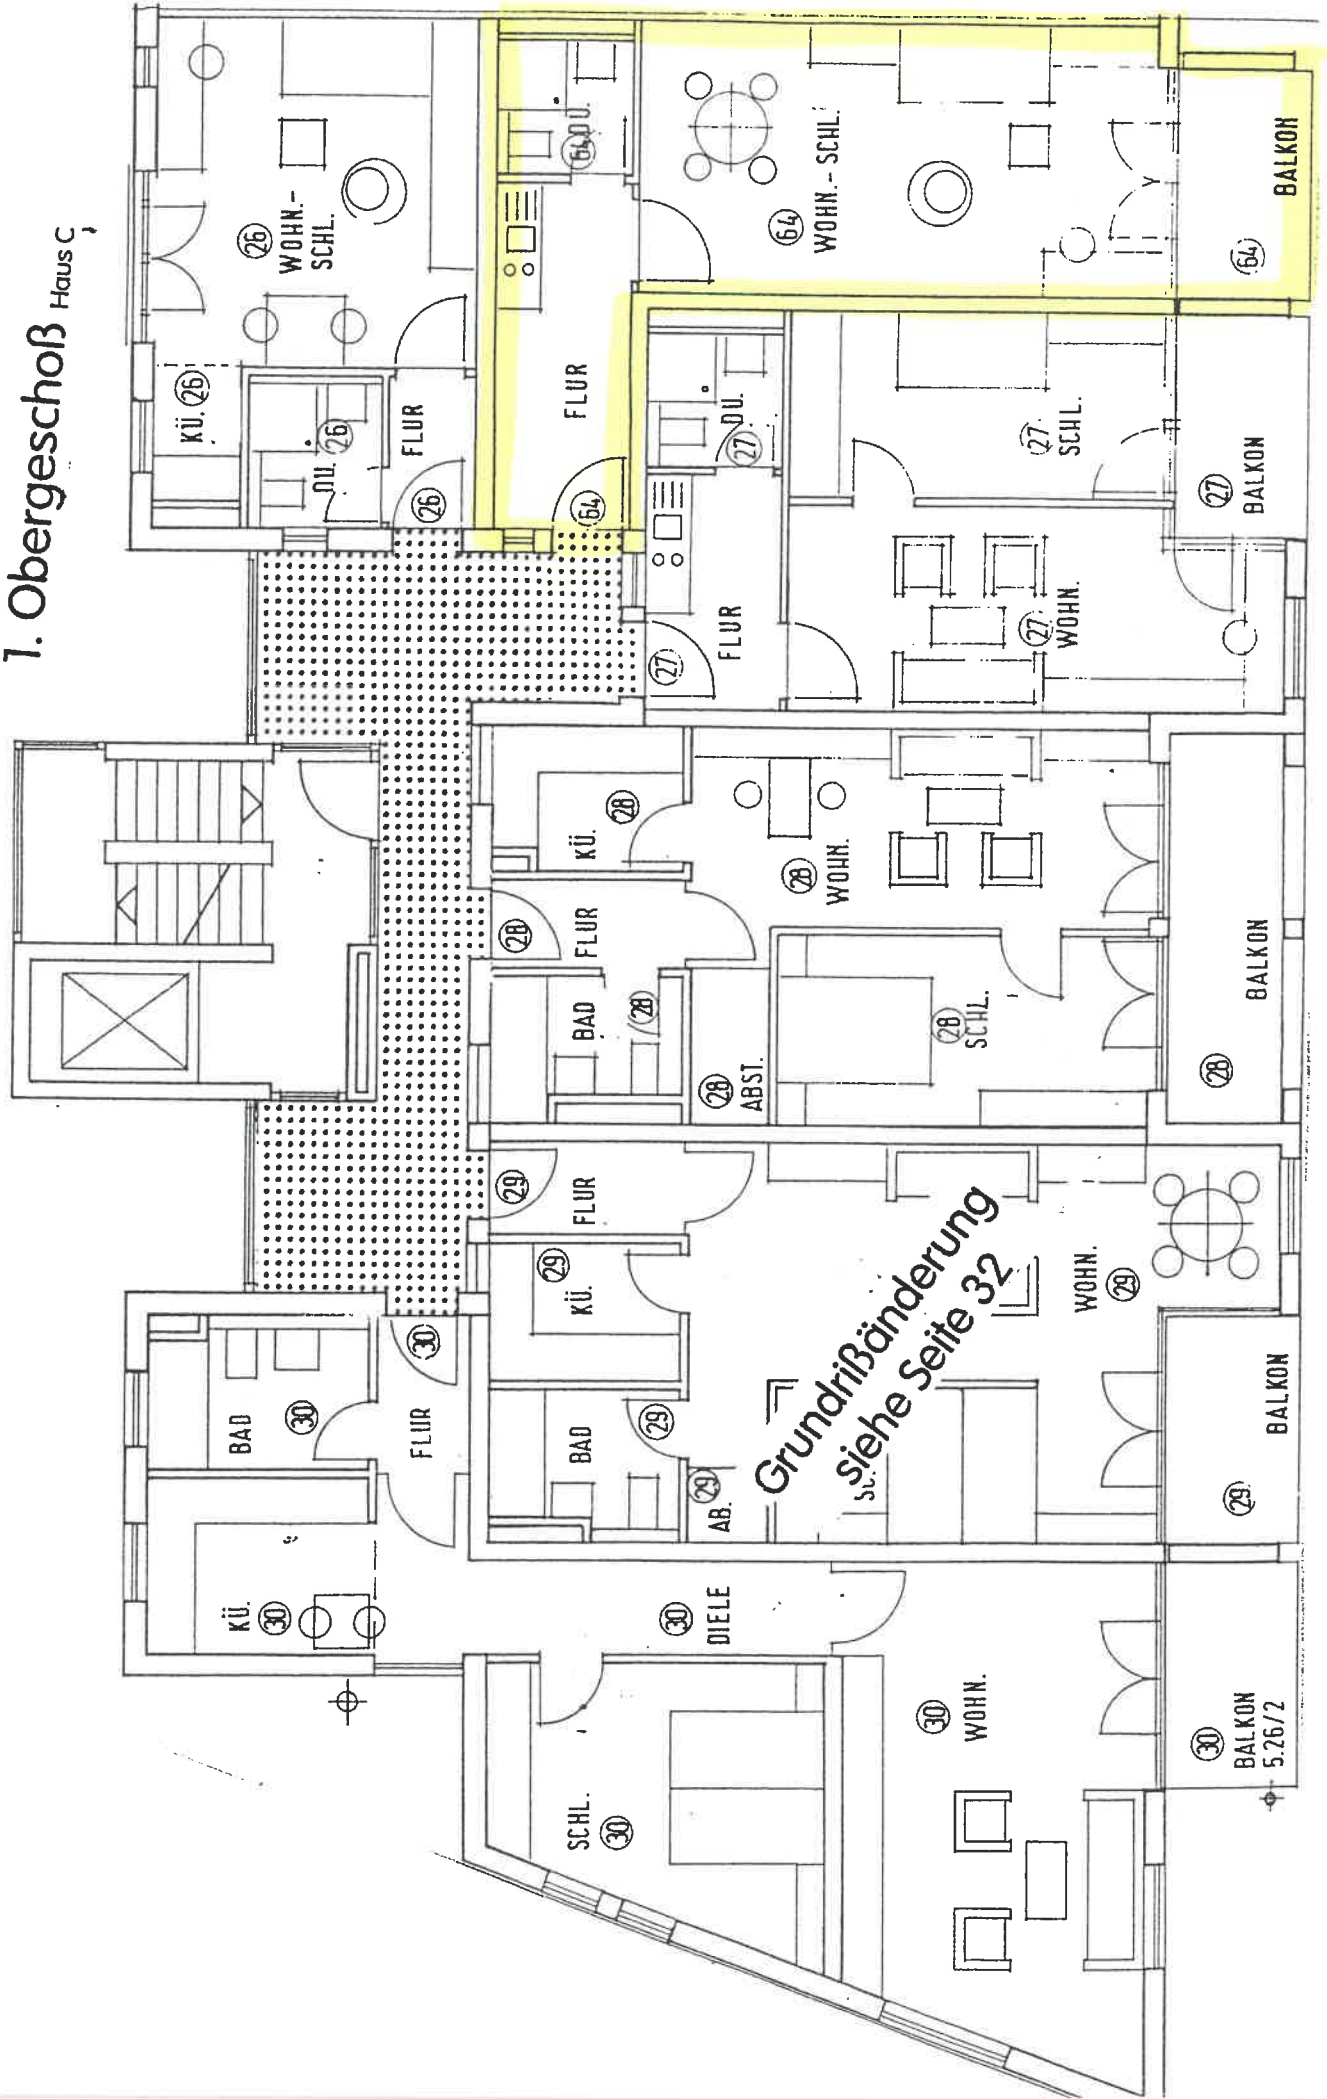 1. Obergeschoß Haus C
KÜ. 26
26
WOHN.-
SCHL.
DU. 26
FLUR
26
64 DU.
FLUR
64
64
WOHN.-SCHL.
64
BALKON
27
DU.
27
FLUR
27
SCHL.
27
WOHN.
27
BALKON
KÜ.
28
28
FLUR
BAD
28
28
ABST.
28
WOHN.
28
SCHL.
28
BALKON
29
FLUR
29
KÜ.
BAD
29
29
AB.
Grundrißänderung
siehe Seite 32
WOHN.
29
29
BALKON
BAD
30
30
FLUR
KÜ.
30
30
DIELE
SCHL.
30
30
WOHN.
30
BALKON
5.26/2